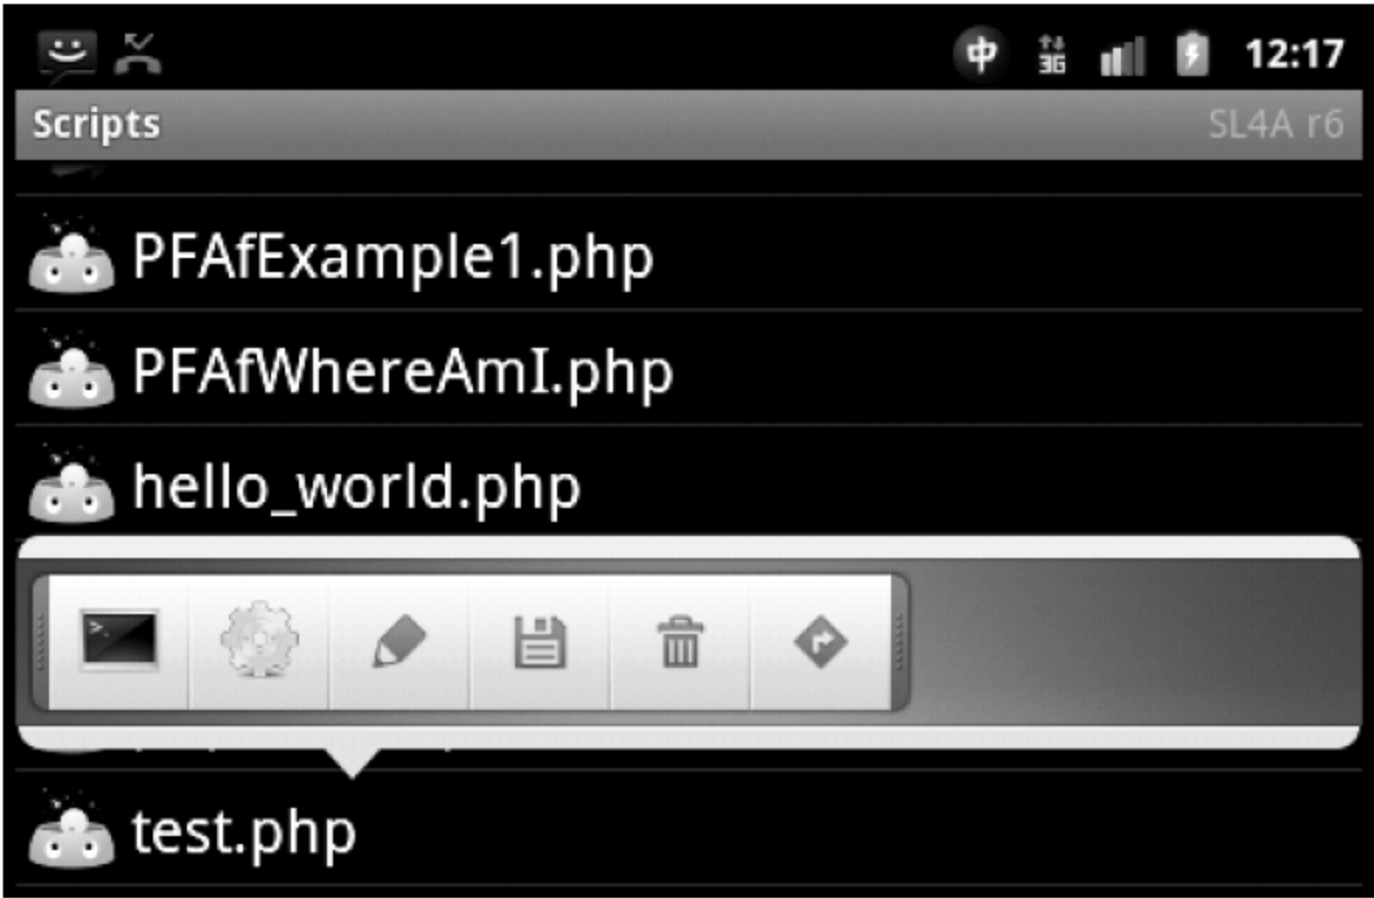 中 3G 12:17
Scripts SL4A r6
PFAfExample1.php
PFAfWhereAmI.php
hello_world.php
>.
test.php